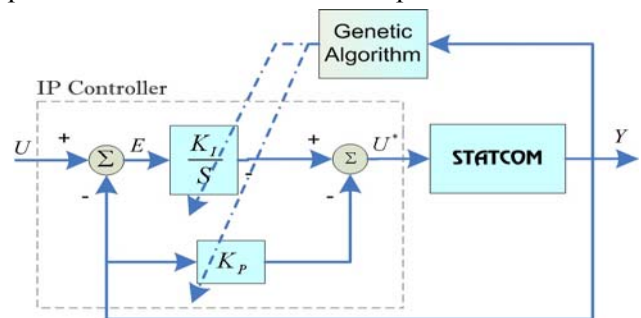 Genetic
Algorithm
IP Controller
U + Σ E K_I / S + Σ U* STATCOM Y
- -
-
K_P